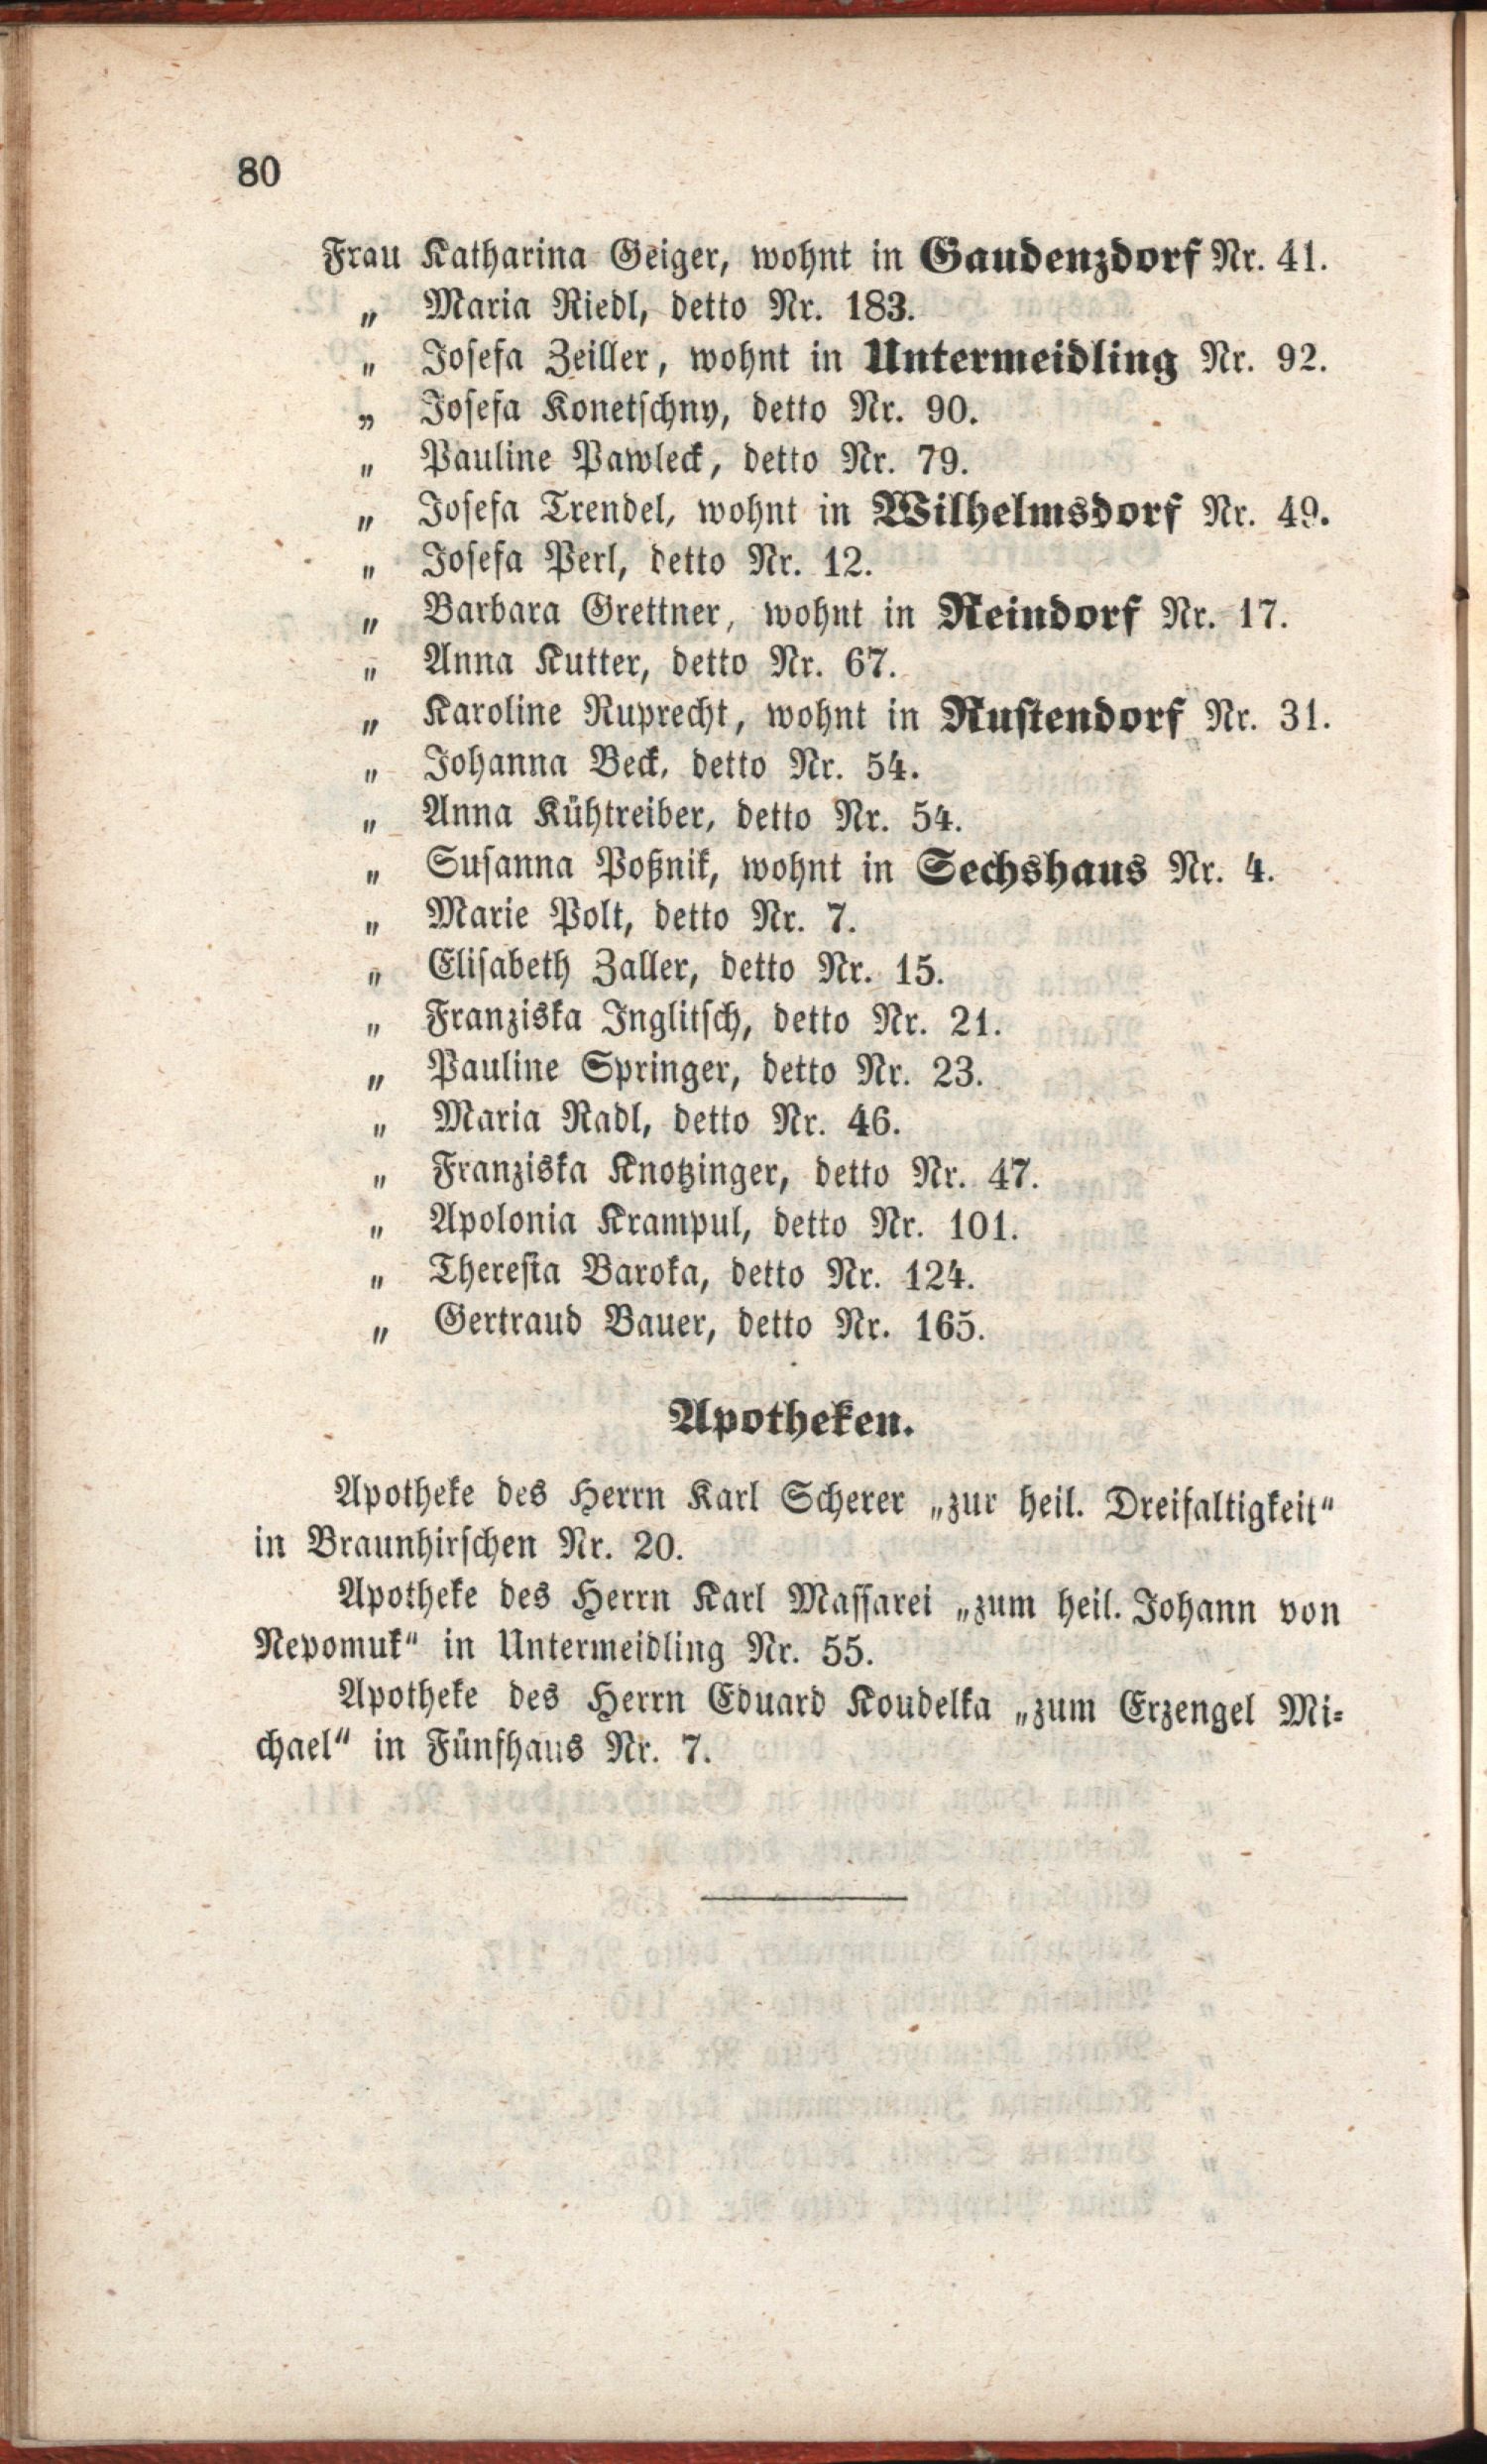 80
Frau Katharina Geiger, wohnt in Gaudenzdorf Nr. 41.
„ Maria Riedl, detto Nr. 183.
„ Josefa Zeiller, wohnt in Untermeidling Nr. 92.
„ Josefa Konetschny, detto Nr. 90.
„ Pauline Pawleck, detto Nr. 79.
„ Josefa Trendel, wohnt in Wilhelmsdorf Nr. 49.
„ Josefa Perl, detto Nr. 12.
„ Barbara Grettner, wohnt in Reindorf Nr. 17.
„ Anna Kutter, detto Nr. 67.
„ Karoline Ruprecht, wohnt in Rustendorf Nr. 31.
„ Johanna Beck, detto Nr. 54.
„ Anna Kühtreiber, detto Nr. 54.
„ Susanna Poßnik, wohnt in Sechshaus Nr. 4.
„ Marie Polt, detto Nr. 7.
„ Elisabeth Zaller, detto Nr. 15.
„ Franziska Inglitsch, detto Nr. 21.
„ Pauline Springer, detto Nr. 23.
„ Maria Radl, detto Nr. 46.
„ Franziska Knotzinger, detto Nr. 47.
„ Apolonia Krampul, detto Nr. 101.
„ Theresia Baroka, detto Nr. 124.
„ Gertraud Bauer, detto Nr. 165.
Apotheken.
Apotheke des Herrn Karl Scherer „zur heil. Dreifaltigkeit“
in Braunhirschen Nr. 20.
Apotheke des Herrn Karl Massarei „zum heil. Johann von
Nepomuk“ in Untermeidling Nr. 55.
Apotheke des Herrn Eduard Koudelka „zum Erzengel Mi-
chael“ in Fünfhaus Nr. 7.